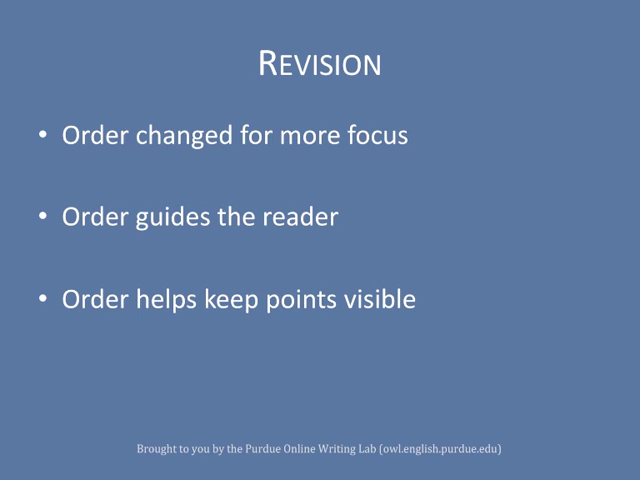 REVISION
• Order changed for more focus
• Order guides the reader
• Order helps keep points visible
Brought to you by the Purdue Online Writing Lab (owl.english.purdue.edu)